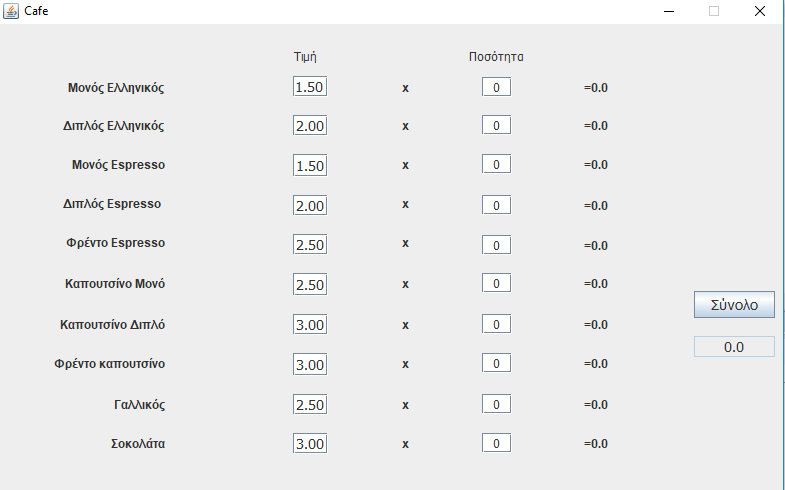 Cafe
Τιμή Ποσότητα
Μονός Ελληνικός 1.50 x 0 =0.0
Διπλός Ελληνικός 2.00 x 0 =0.0
Μονός Espresso 1.50 x 0 =0.0
Διπλός Espresso 2.00 x 0 =0.0
Φρέντο Espresso 2.50 x 0 =0.0
Καπουτσίνο Μονό 2.50 x 0 =0.0
Σύνολο
Καπουτσίνο Διπλό 3.00 x 0 =0.0
0.0
Φρέντο καπουτσίνο 3.00 x 0 =0.0
Γαλλικός 2.50 x 0 =0.0
Σοκολάτα 3.00 x 0 =0.0